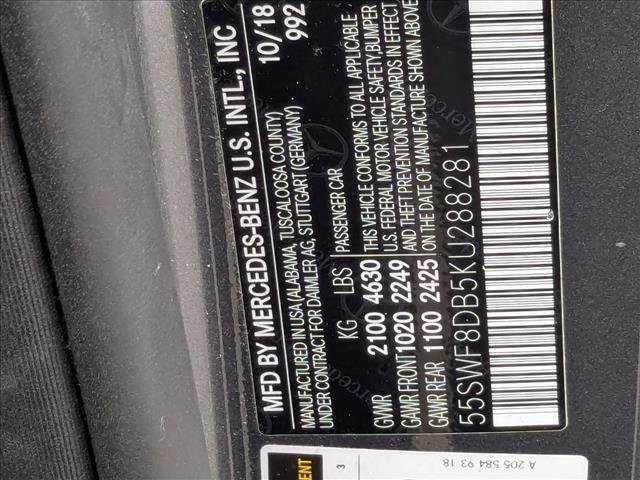 MFD BY MERCEDES-BENZ U.S. INTL., INC 10/18
MANUFACTURED IN USA (ALABAMA, TUSCALOOSA COUNTY) 992
UNDER CONTRACT FOR DAIMLER AG, STUTTGART (GERMANY)
KG LBS PASSENGER CAR
GVWR 2100 4630 THIS VEHICLE CONFORMS TO ALL APPLICABLE
GAWR FRONT 1020 2249 U.S. FEDERAL MOTOR VEHICLE SAFETY, BUMPER
GAWR REAR 1100 2425 AND THEFT PREVENTION STANDARDS IN EFFECT
ON THE DATE OF MANUFACTURE SHOWN ABOVE
55SWF8DB5KU288281
A 205 584 93 18
3